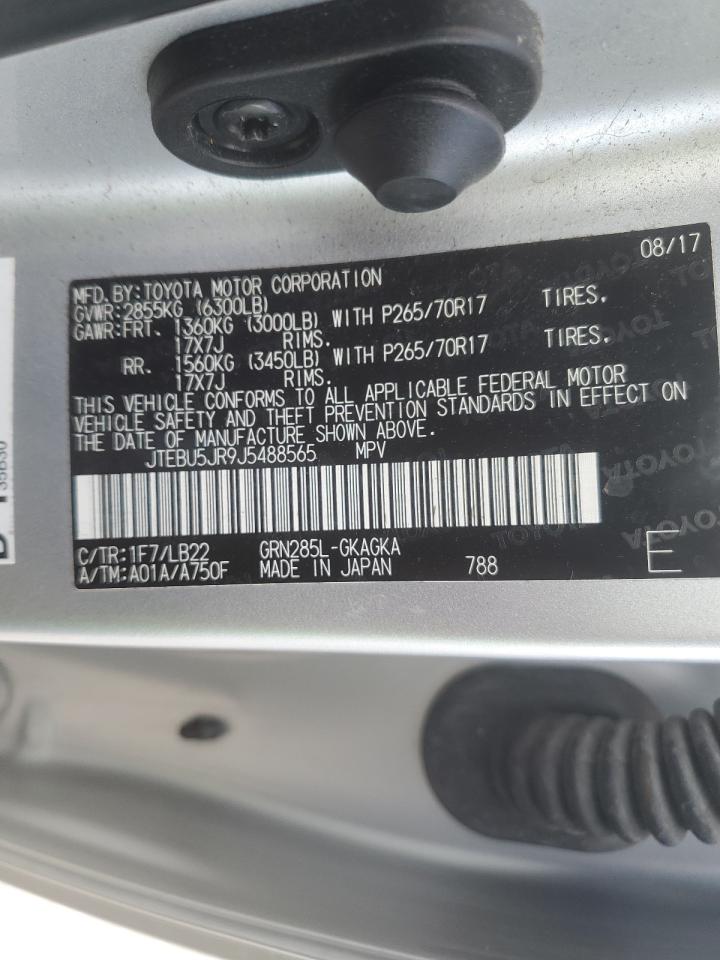 08/17
MFD. BY:TOYOTA MOTOR CORPORATION
GVWR:2855KG (6300LB)
GAWR:FRT. 1360KG (3000LB) WITH P265/70R17 TIRES.
17X7J RIMS.
RR. 1560KG (3450LB) WITH P265/70R17 TIRES.
17X7J RIMS.
THIS VEHICLE CONFORMS TO ALL APPLICABLE FEDERAL MOTOR
VEHICLE SAFETY AND THEFT PREVENTION STANDARDS IN EFFECT ON
THE DATE OF MANUFACTURE SHOWN ABOVE.
JTEBU5JR9J5488565 MPV
C/TR:1F7/LB22 GRN285L-GKAGKA
A/TM:A01A/A750F MADE IN JAPAN 788 E
TOYOTA
35B30